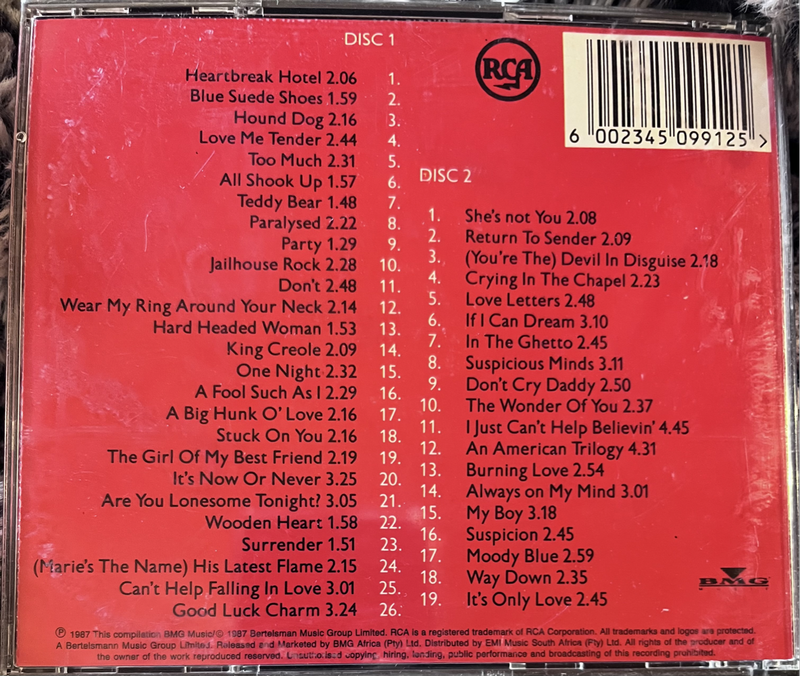 DISC 1
Heartbreak Hotel 2.06 1.
Blue Suede Shoes 1.59 2.
Hound Dog 2.16 3.
Love Me Tender 2.44 4.
Too Much 2.31 5.
All Shook Up 1.57 6.
Teddy Bear 1.48 7.
Paralysed 2.22 8.
Party 1.29 9.
Jailhouse Rock 2.28 10.
Don't 2.48 11.
Wear My Ring Around Your Neck 2.14 12.
Hard Headed Woman 1.53 13.
King Creole 2.09 14.
One Night 2.32 15.
A Fool Such As I 2.29 16.
A Big Hunk O' Love 2.16 17.
Stuck On You 2.16 18.
The Girl Of My Best Friend 2.19 19.
It's Now Or Never 3.25 20.
Are You Lonesome Tonight? 3.05 21.
Wooden Heart 1.58 22.
Surrender 1.51 23.
(Marie's The Name) His Latest Flame 2.15 24.
Can't Help Falling In Love 3.01 25.
Good Luck Charm 3.24 26.
RCA
6 002345 099125 >
DISC 2
1. She's not You 2.08
2. Return To Sender 2.09
3. (You're The) Devil In Disguise 2.18
4. Crying In The Chapel 2.23
5. Love Letters 2.48
6. If I Can Dream 3.10
7. In The Ghetto 2.45
8. Suspicious Minds 3.11
9. Don't Cry Daddy 2.50
10. The Wonder Of You 2.37
11. I Just Can't Help Believin' 4.45
12. An American Trilogy 4.31
13. Burning Love 2.54
14. Always on My Mind 3.01
15. My Boy 3.18
16. Suspicion 2.45
17. Moody Blue 2.59
18. Way Down 2.35
19. It's Only Love 2.45
BMG
Ⓟ 1987 This compilation BMG Music/© 1987 Bertelsman Music Group Limited. RCA is a registered trademark of RCA Corporation. All trademarks and logos are protected.
A Bertelsmann Music Group Limited. Released and Marketed by BMG Africa (Pty) Ltd. Distributed by EMI Music South Africa (Pty) Ltd. All rights of the producer and of
the owner of the work reproduced reserved. Unauthorised copying, hiring, lending, public performance and broadcasting of this recording prohibited.